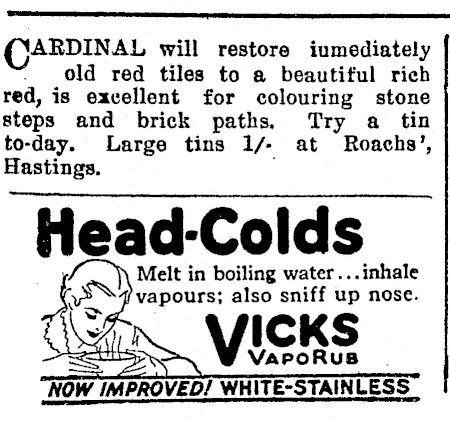 CARDINAL will restore iumediately
old red tiles to a beautiful rich
red, is excellent for colouring stone
steps and brick paths. Try a tin
to-day. Large tins 1/- at Roachs',
Hastings.
Head-Colds
Melt in boiling water...inhale
vapours; also sniff up nose.
VICKS
VAPORUB
NOW IMPROVED! WHITE-STAINLESS